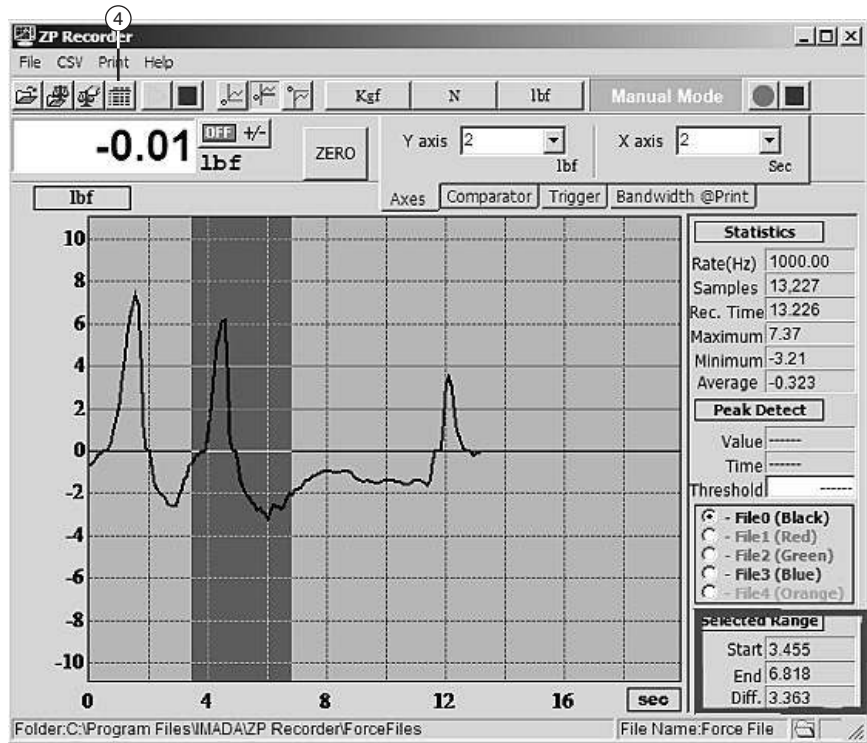 ④
ZP Recorder
File CSV Print Help
Kgf N lbf Manual Mode
-0.01 OFF +/- lbf
ZERO
Y axis 2 lbf
X axis 2 Sec
Axes Comparator Trigger Bandwidth @Print
lbf
10
8
6
4
2
0
-2
-4
-6
-8
-10
0 4 8 12 16 sec
Statistics
Rate(Hz) 1000.00
Samples 13,227
Rec. Time 13.226
Maximum 7.37
Minimum -3.21
Average -0.323
Peak Detect
Value ------
Time ------
Threshold ------
- File0 (Black)
- File1 (Red)
- File2 (Green)
- File3 (Blue)
- File4 (Orange)
Selected Range
Start 3.455
End 6.818
Diff. 3.363
Folder:C:\Program Files\IMADA\ZP Recorder\ForceFiles File Name:Force File